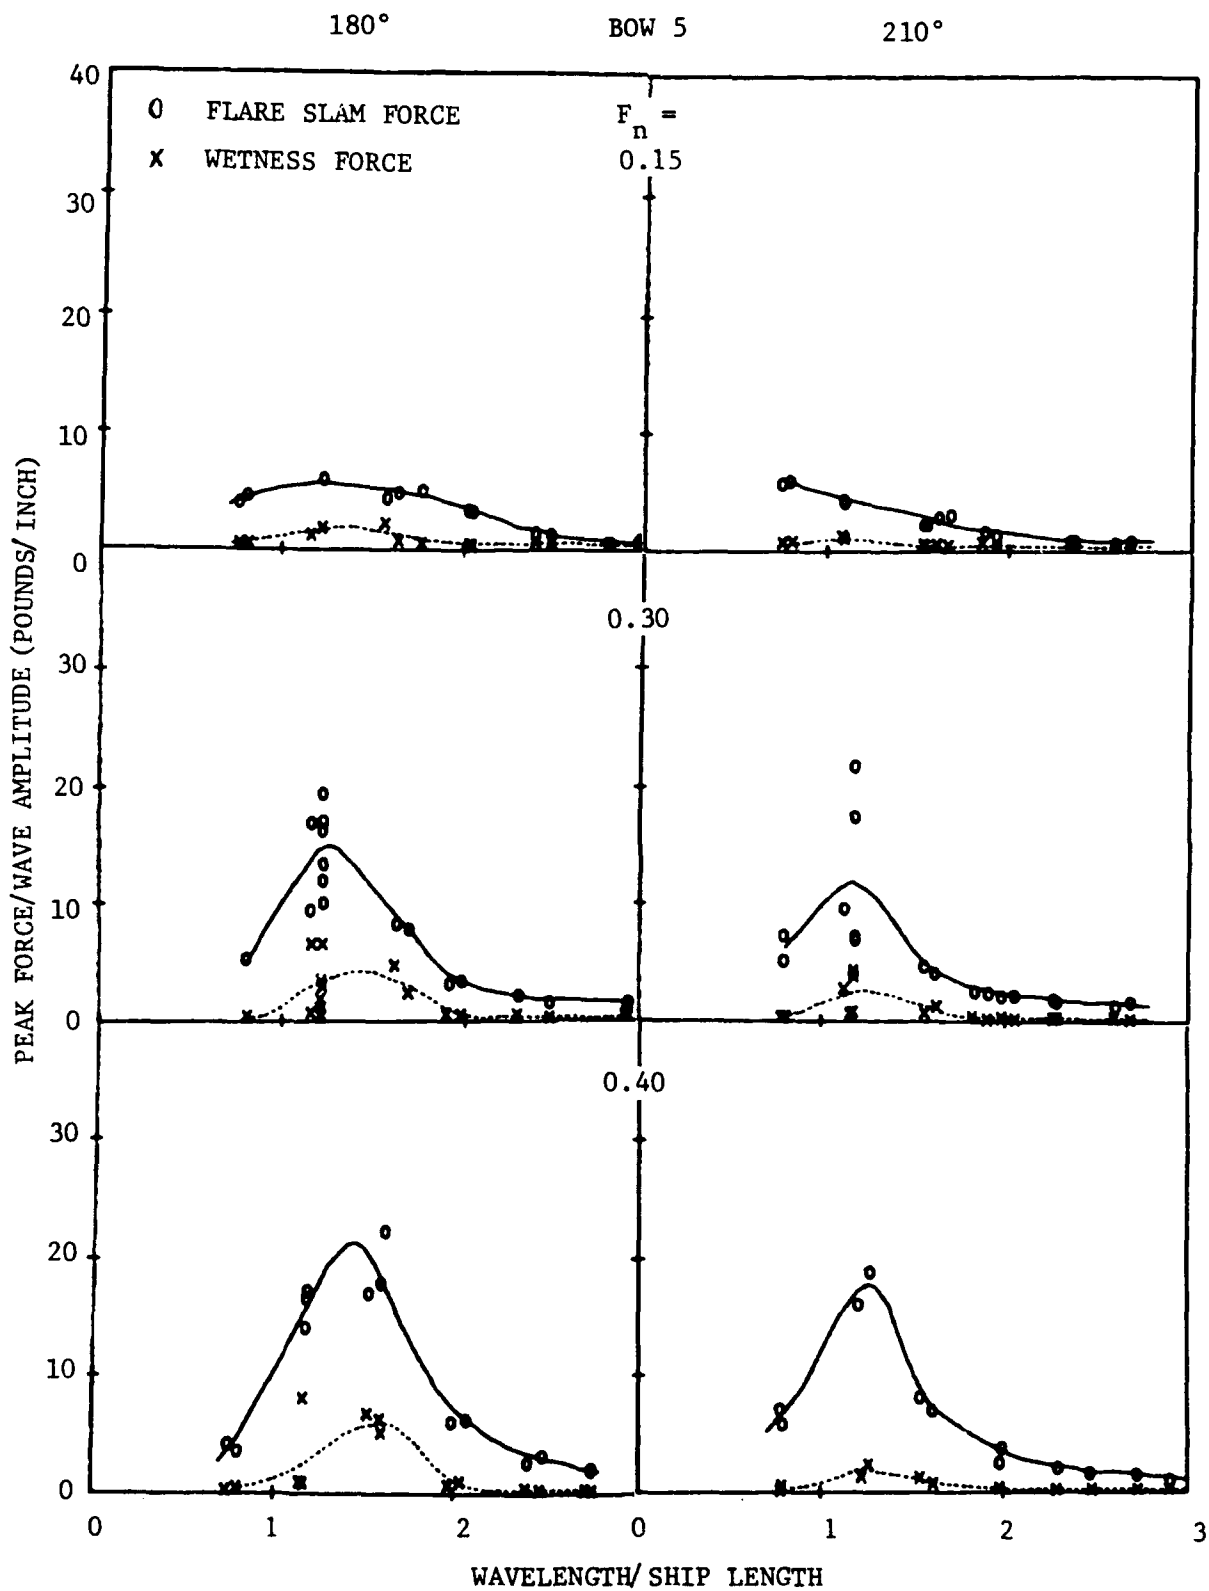 180° BOW 5 210°
40
O FLARE SLAM FORCE
X WETNESS FORCE
F_n =
0.15
30
20
10
0
0.30
30
20
10
0
0.40
30
20
10
0
PEAK FORCE/WAVE AMPLITUDE (POUNDS/INCH)
0 1 2 0 1 2 3
WAVELENGTH/SHIP LENGTH